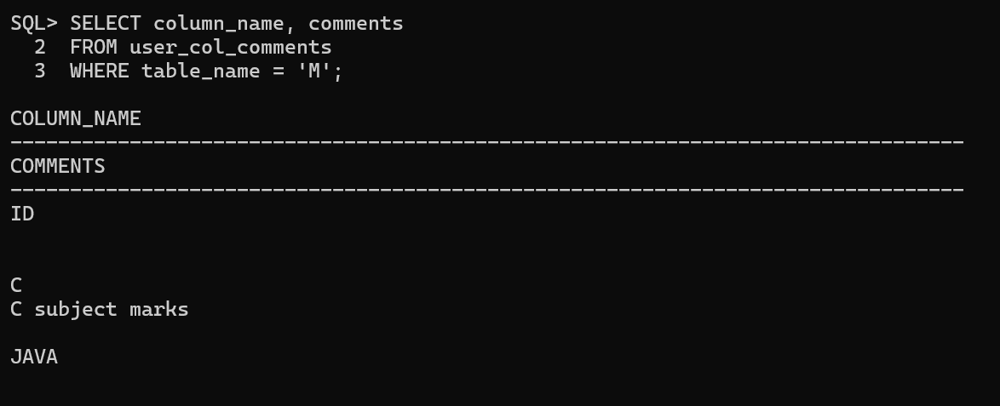 SQL> SELECT column_name, comments
  2  FROM user_col_comments
  3  WHERE table_name = 'M';
COLUMN_NAME
--------------------------------------------------------------------------------
COMMENTS
--------------------------------------------------------------------------------
ID
C
C subject marks
JAVA